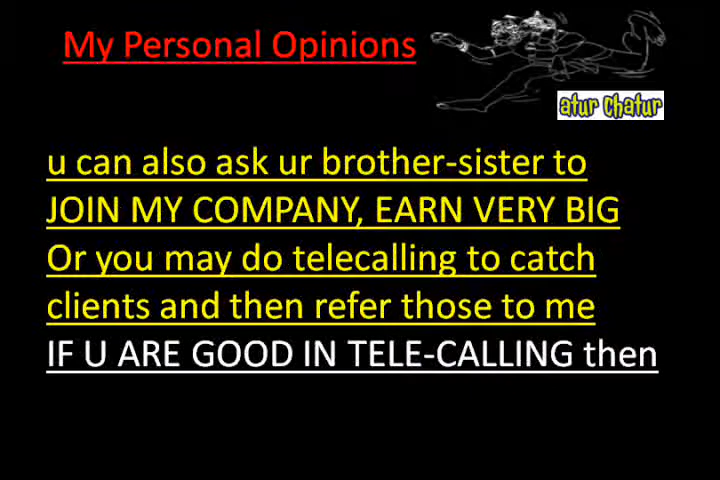 My Personal Opinions
atur chatur
u can also ask ur brother-sister to
JOIN MY COMPANY, EARN VERY BIG
Or you may do telecalling to catch
clients and then refer those to me
IF U ARE GOOD IN TELE-CALLING then